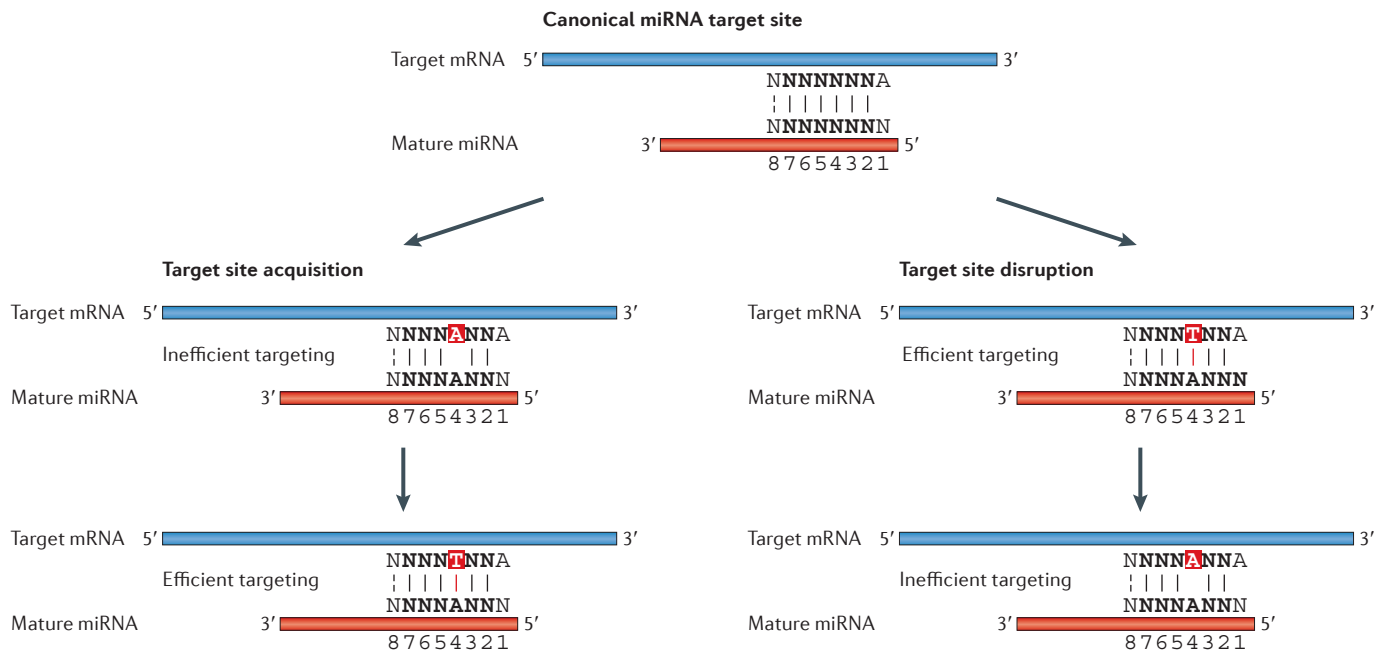 Canonical miRNA target site
Target mRNA 5′ 3′
NNNNNNNA
NNNNNNNN
Mature miRNA 3′ 5′
87654321
Target site acquisition
Target mRNA 5′ 3′
NNNNANNA
Inefficient targeting
NNNNANNN
Mature miRNA 3′ 5′
87654321
Target mRNA 5′ 3′
NNNNTNNA
Efficient targeting
NNNNANNN
Mature miRNA 3′ 5′
87654321
Target site disruption
Target mRNA 5′ 3′
NNNNTNNA
Efficient targeting
NNNNANNN
Mature miRNA 3′ 5′
87654321
Target mRNA 5′ 3′
NNNNANNA
Inefficient targeting
NNNNANNN
Mature miRNA 3′ 5′
87654321